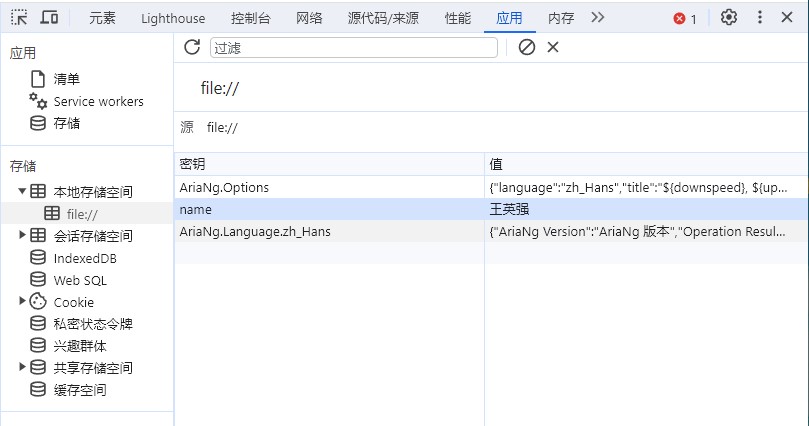 元素 Lighthouse 控制台 网络 源代码/来源 性能 应用 内存 1
应用
清单
Service workers
存储
存储
本地存储空间
file://
会话存储空间
IndexedDB
Web SQL
Cookie
私密状态令牌
兴趣群体
共享存储空间
缓存空间
过滤
file://
源 file://
密钥 值
AriaNg.Options {"language":"zh_Hans","title":"${downspeed}, ${up...
name 王英强
AriaNg.Language.zh_Hans {"AriaNg Version":"AriaNg 版本","Operation Resul...